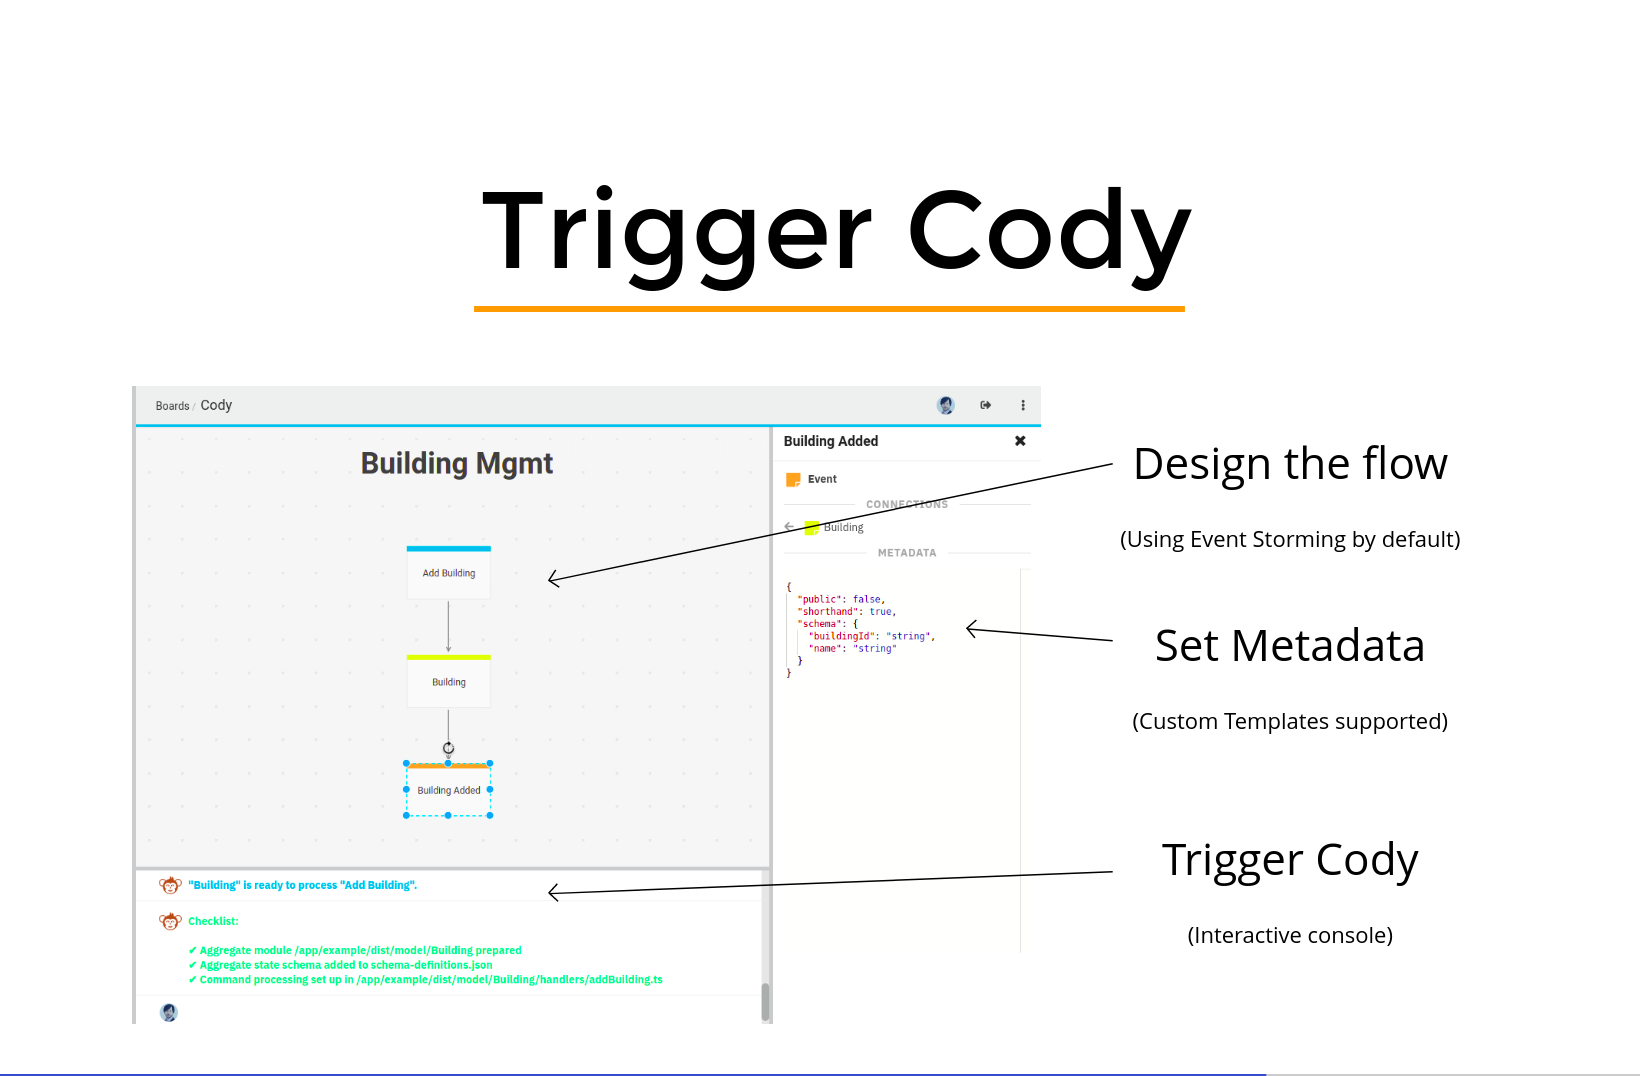 Trigger Cody
Boards / Cody
Building Mgmt
Add Building
Building
Building Added
Building Added
Event
CONNECTIONS
Building
METADATA
{
"public": false,
"shorthand": true,
"schema": {
"buildingId": "string",
"name": "string"
}
}
"Building" is ready to process "Add Building".
Checklist:
✔ Aggregate module /app/example/dist/model/Building prepared
✔ Aggregate state schema added to schema-definitions.json
✔ Command processing set up in /app/example/dist/model/Building/handlers/addBuilding.ts
Design the flow
(Using Event Storming by default)
Set Metadata
(Custom Templates supported)
Trigger Cody
(Interactive console)